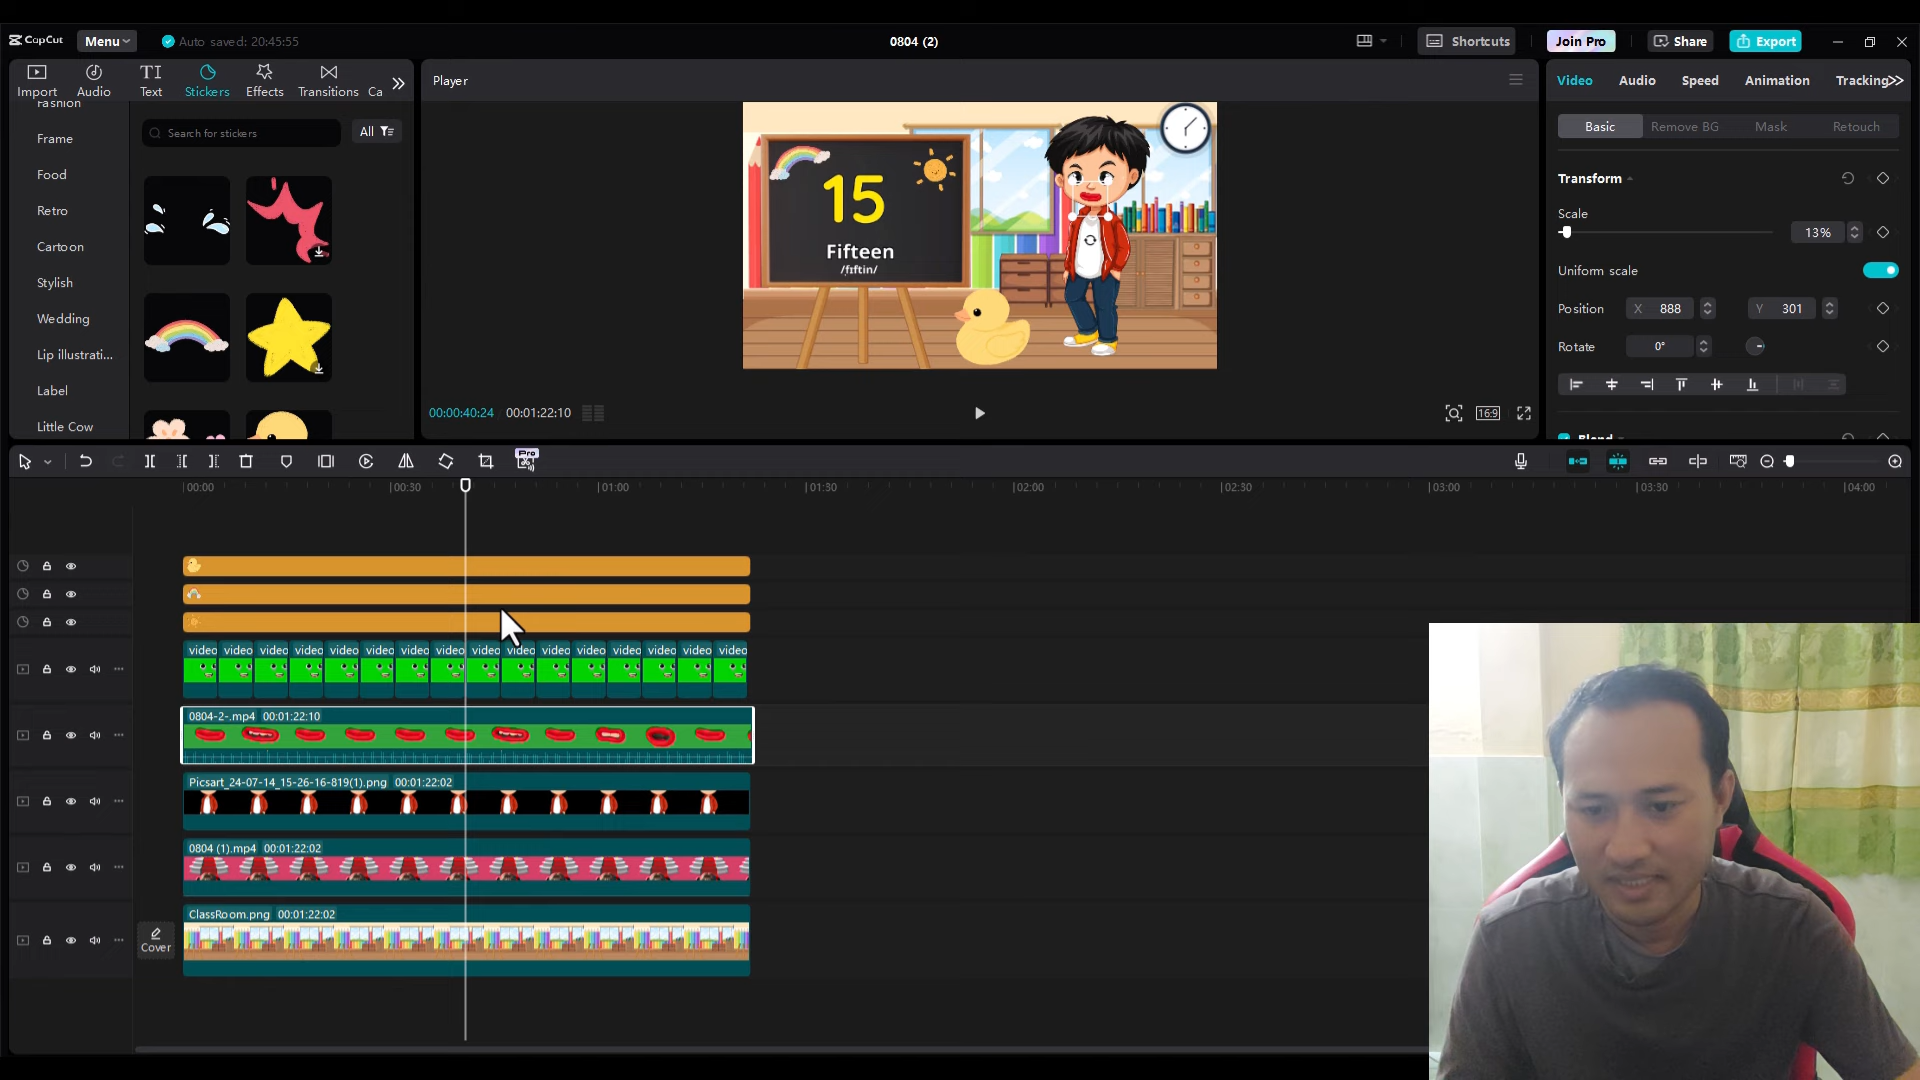 CapCut
Menu
Auto saved: 20:45:55
0804 (2)
Shortcuts
Join Pro
Share
Export
Import
Audio
Text
Stickers
Effects
Transitions
Ca
Player
Video
Audio
Speed
Animation
Tracking
Fashion
Frame
Food
Retro
Cartoon
Stylish
Wedding
Lip illustrati...
Label
Little Cow
Search for stickers
All
15
Fifteen
/fɪftin/
00:00:40:24
00:01:22:10
16:9
Basic
Remove BG
Mask
Retouch
Transform
Scale
13%
Uniform scale
Position
X 888
Y 301
Rotate
0°
Blend
Pro
00:00
00:30
01:00
01:30
02:00
02:30
03:00
03:30
04:00
video video video video video video video video video video video video video video video video
0804-2-.mp4 00:01:22:10
Picsart_24-07-14_15-26-16-819(1).png 00:01:22:02
0804 (1).mp4 00:01:22:02
ClassRoom.png 00:01:22:02
Cover